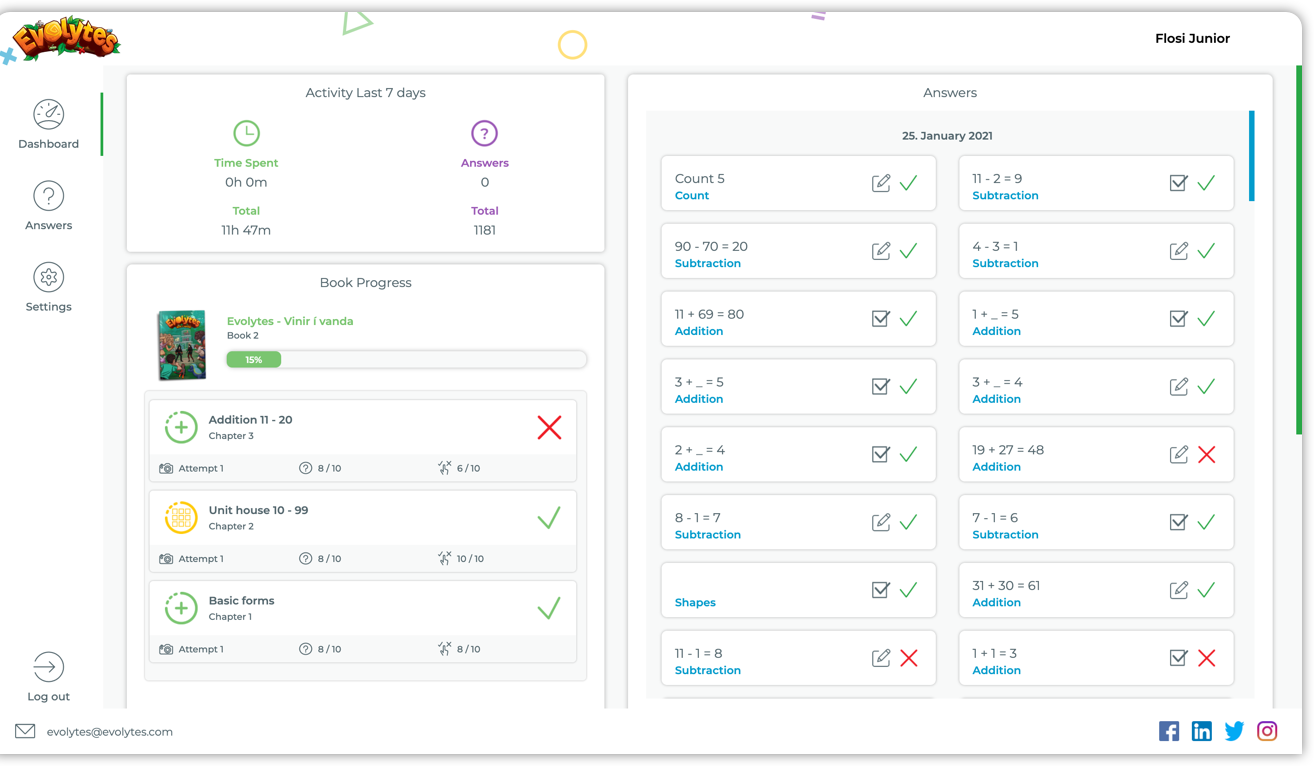 Evolytes
Flosi Junior
Dashboard
Answers
Settings
Log out
Activity Last 7 days
Time Spent
0h 0m
Total
11h 47m
Answers
0
Total
1181
Book Progress
Evolytes - Vinir í vanda
Book 2
15%
Addition 11 - 20
Chapter 3
Attempt 1
8 / 10
6 / 10
Unit house 10 - 99
Chapter 2
Attempt 1
8 / 10
10 / 10
Basic forms
Chapter 1
Attempt 1
8 / 10
8 / 10
Answers
25. January 2021
Count 5
Count
11 - 2 = 9
Subtraction
90 - 70 = 20
Subtraction
4 - 3 = 1
Subtraction
11 + 69 = 80
Addition
1 + _ = 5
Addition
3 + _ = 5
Addition
3 + _ = 4
Addition
2 + _ = 4
Addition
19 + 27 = 48
Addition
8 - 1 = 7
Subtraction
7 - 1 = 6
Subtraction
Shapes
31 + 30 = 61
Addition
11 - 1 = 8
Subtraction
1 + 1 = 3
Addition
evolytes@evolytes.com